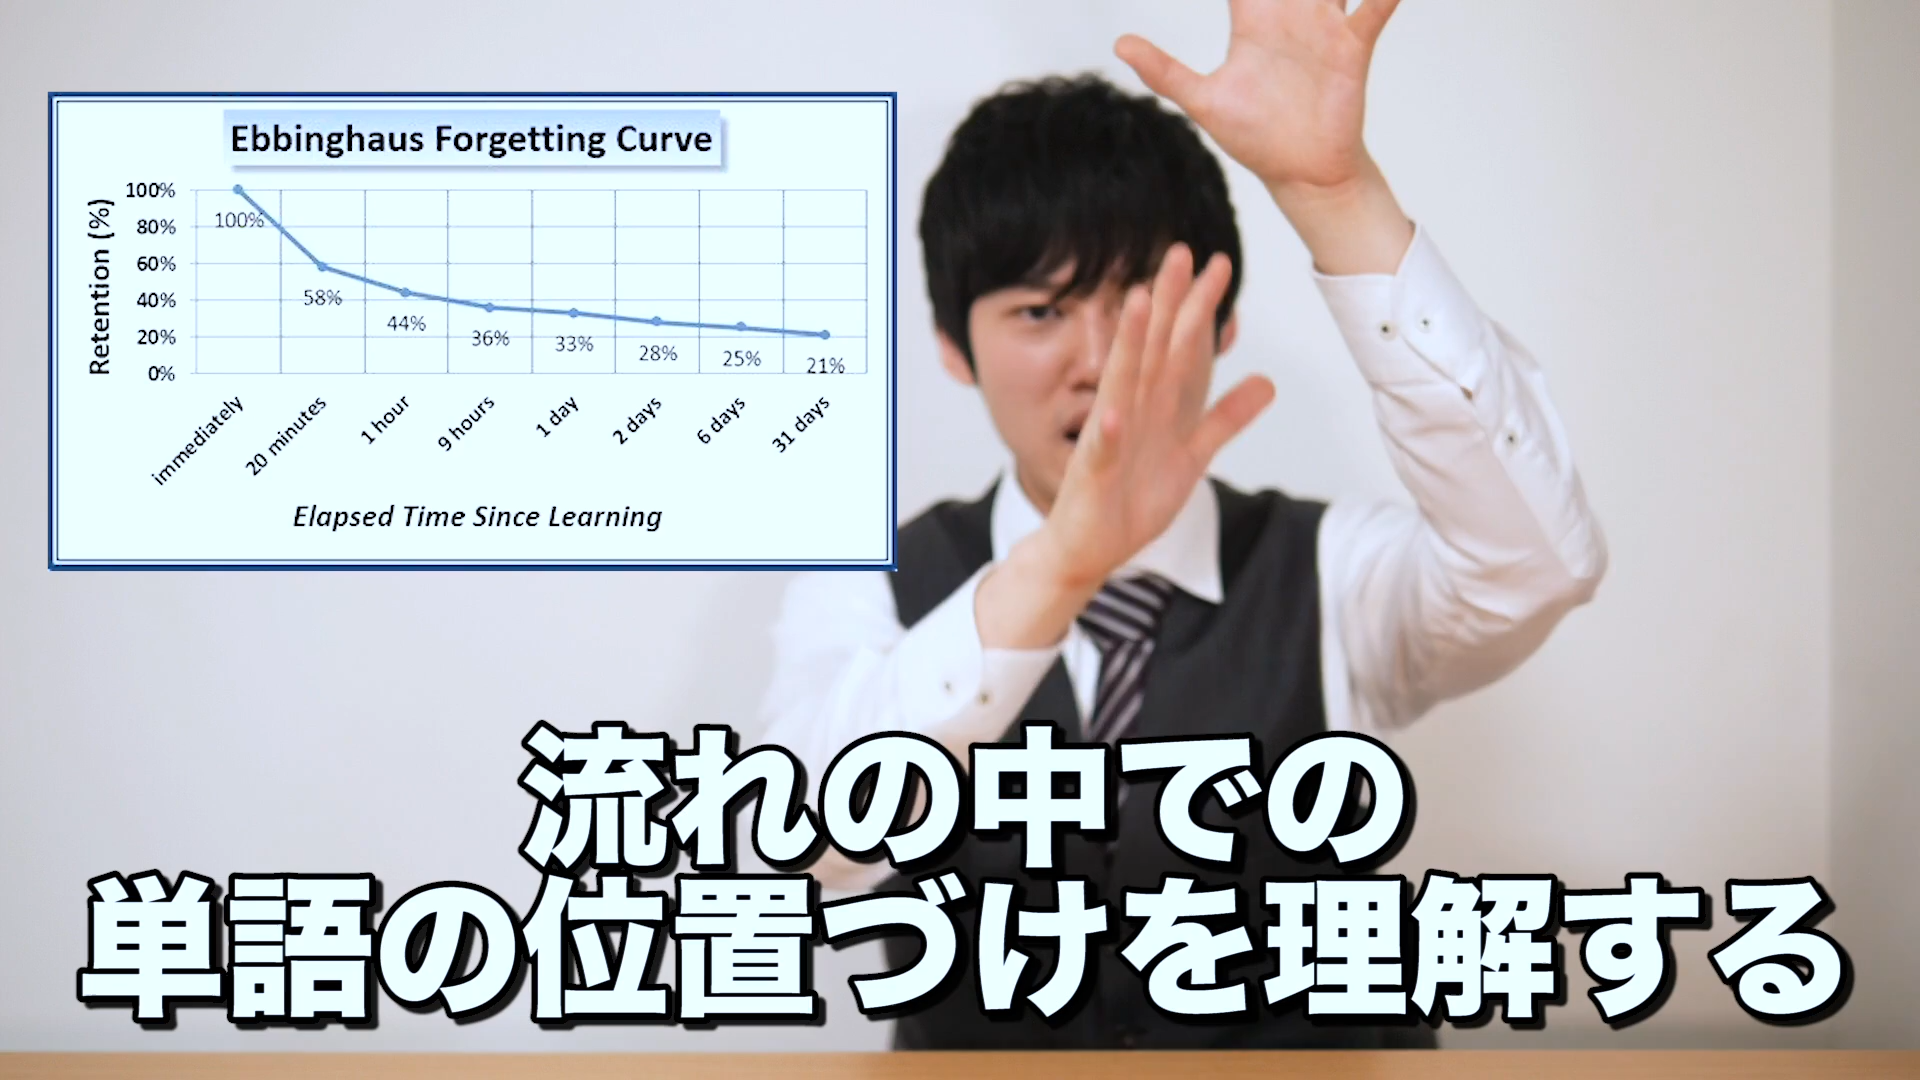 Ebbinghaus Forgetting Curve
Retention (%)
100%
80%
60%
40%
20%
0%
100%
58%
44%
36%
33%
28%
25%
21%
immediately
20 minutes
1 hour
9 hours
1 day
2 days
6 days
31 days
Elapsed Time Since Learning
流れの中での
単語の位置づけを理解する